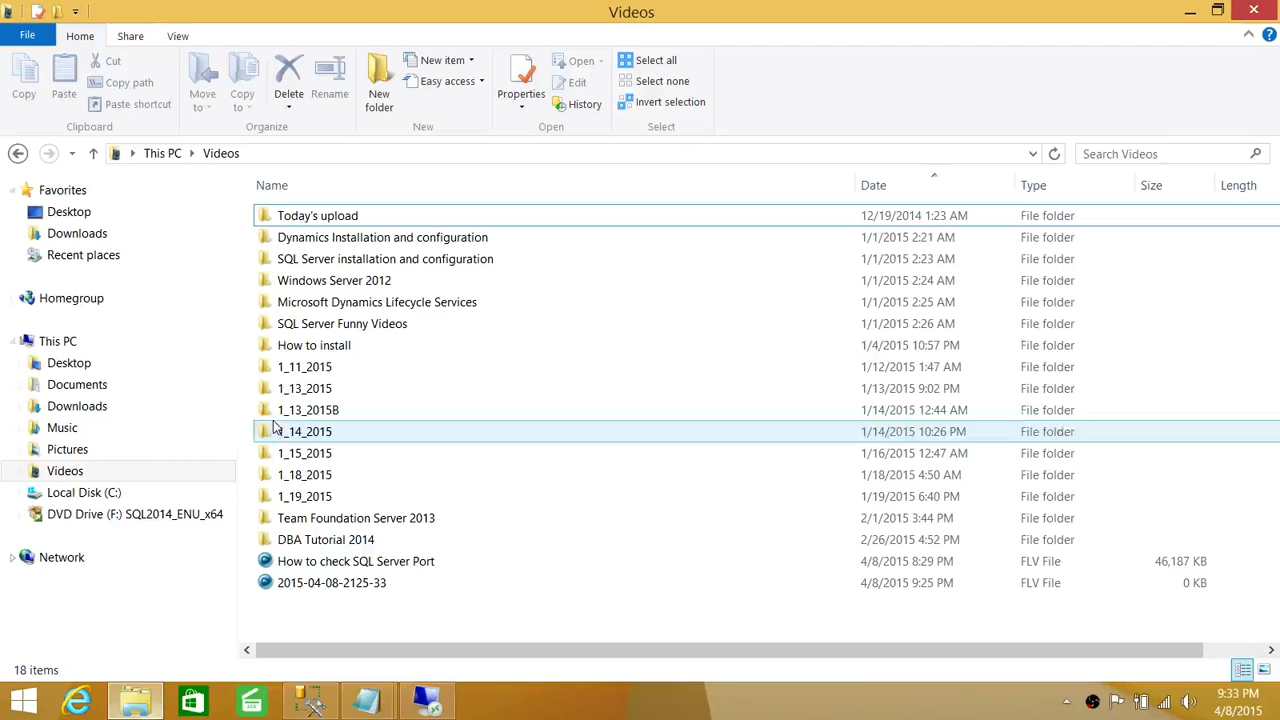 Videos
File
Home
Share
View
Copy
Paste
Cut
Copy path
Paste shortcut
Clipboard
Move to
Copy to
Delete
Rename
Organize
New folder
New item
Easy access
New
Properties
Open
Edit
History
Open
Select all
Select none
Invert selection
Select
This PC
Videos
Search Videos
Name Date Type Size Length
Favorites
Desktop
Downloads
Recent places
Homegroup
This PC
Desktop
Documents
Downloads
Music
Pictures
Videos
Local Disk (C:)
DVD Drive (F:) SQL2014_ENU_x64
Network
Today's upload 12/19/2014 1:23 AM File folder
Dynamics Installation and configuration 1/1/2015 2:21 AM File folder
SQL Server installation and configuration 1/1/2015 2:23 AM File folder
Windows Server 2012 1/1/2015 2:24 AM File folder
Microsoft Dynamics Lifecycle Services 1/1/2015 2:25 AM File folder
SQL Server Funny Videos 1/1/2015 2:26 AM File folder
How to install 1/4/2015 10:57 PM File folder
1_11_2015 1/12/2015 1:47 AM File folder
1_13_2015 1/13/2015 9:02 PM File folder
1_13_2015B 1/14/2015 12:44 AM File folder
1_14_2015 1/14/2015 10:26 PM File folder
1_15_2015 1/16/2015 12:47 AM File folder
1_18_2015 1/18/2015 4:50 AM File folder
1_19_2015 1/19/2015 6:40 PM File folder
Team Foundation Server 2013 2/1/2015 3:44 PM File folder
DBA Tutorial 2014 2/26/2015 4:52 PM File folder
How to check SQL Server Port 4/8/2015 8:29 PM FLV File 46,187 KB
2015-04-08-2125-33 4/8/2015 9:25 PM FLV File 0 KB
18 items
9:33 PM
4/8/2015